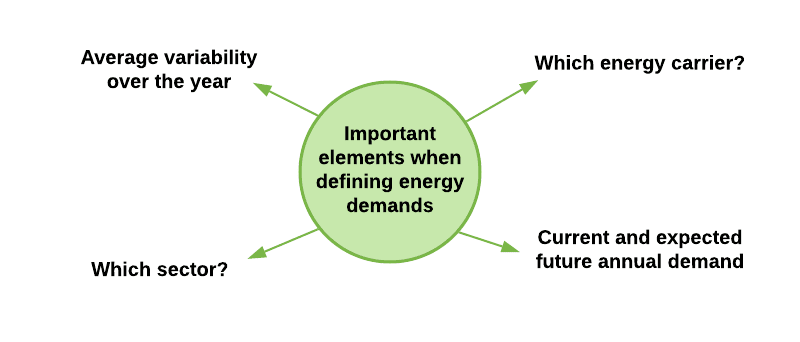 Average variability
over the year
Which energy carrier?
Important
elements when
defining energy
demands
Which sector?
Current and expected
future annual demand